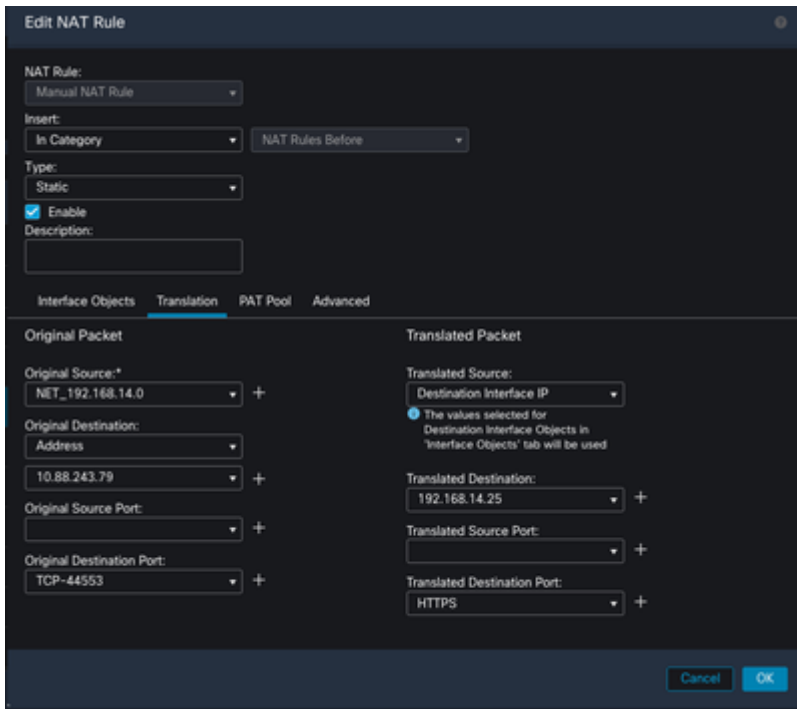 Edit NAT Rule
NAT Rule:
Manual NAT Rule
Insert:
In Category
NAT Rules Before
Type:
Static
Enable
Description:
Interface Objects
Translation
PAT Pool
Advanced
Original Packet
Original Source:*
NET_192.168.14.0
Original Destination:
Address
10.88.243.79
Original Source Port:
Original Destination Port:
TCP-44553
Translated Packet
Translated Source:
Destination Interface IP
The values selected for
Destination Interface Objects in
'Interface Objects' tab will be used
Translated Destination:
192.168.14.25
Translated Source Port:
Translated Destination Port:
HTTPS
Cancel
OK